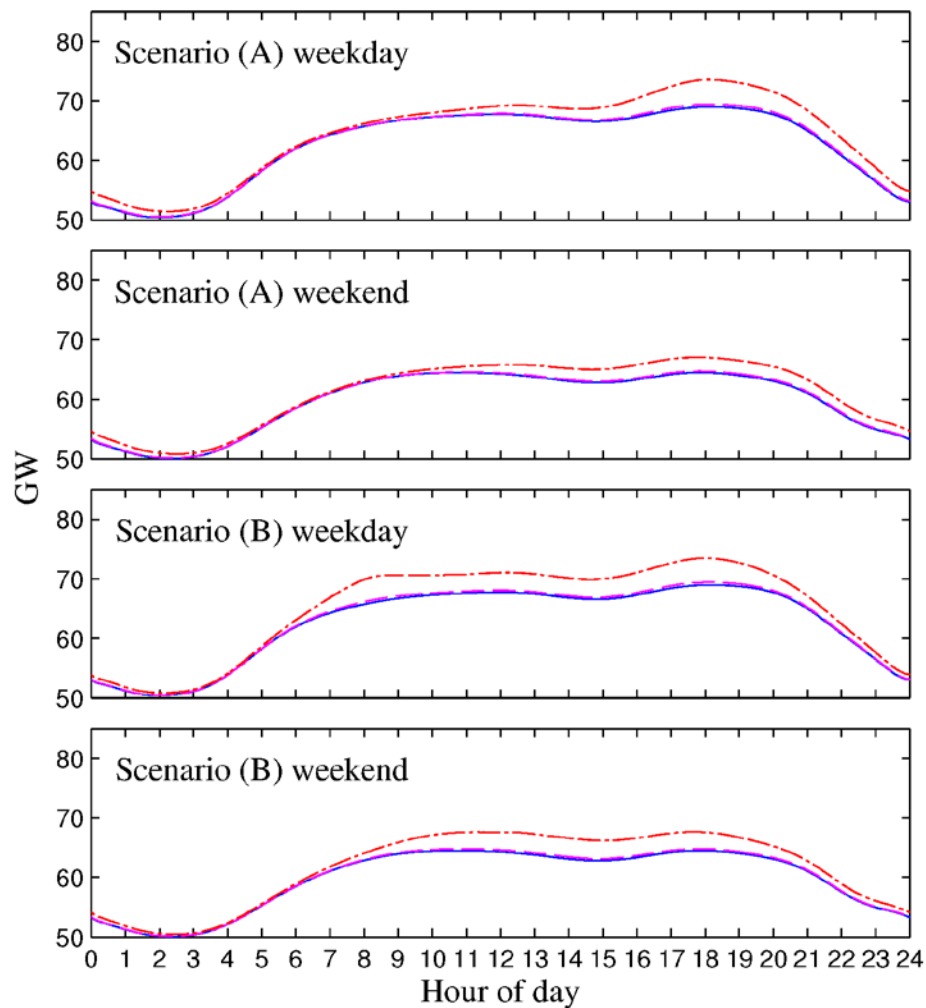 80
Scenario (A) weekday
70
60
50
80
Scenario (A) weekend
70
60
50
GW
80
Scenario (B) weekday
70
60
50
80
Scenario (B) weekend
70
60
50
0 1 2 3 4 5 6 7 8 9 10 11 12 13 14 15 16 17 18 19 20 21 22 23 24
Hour of day